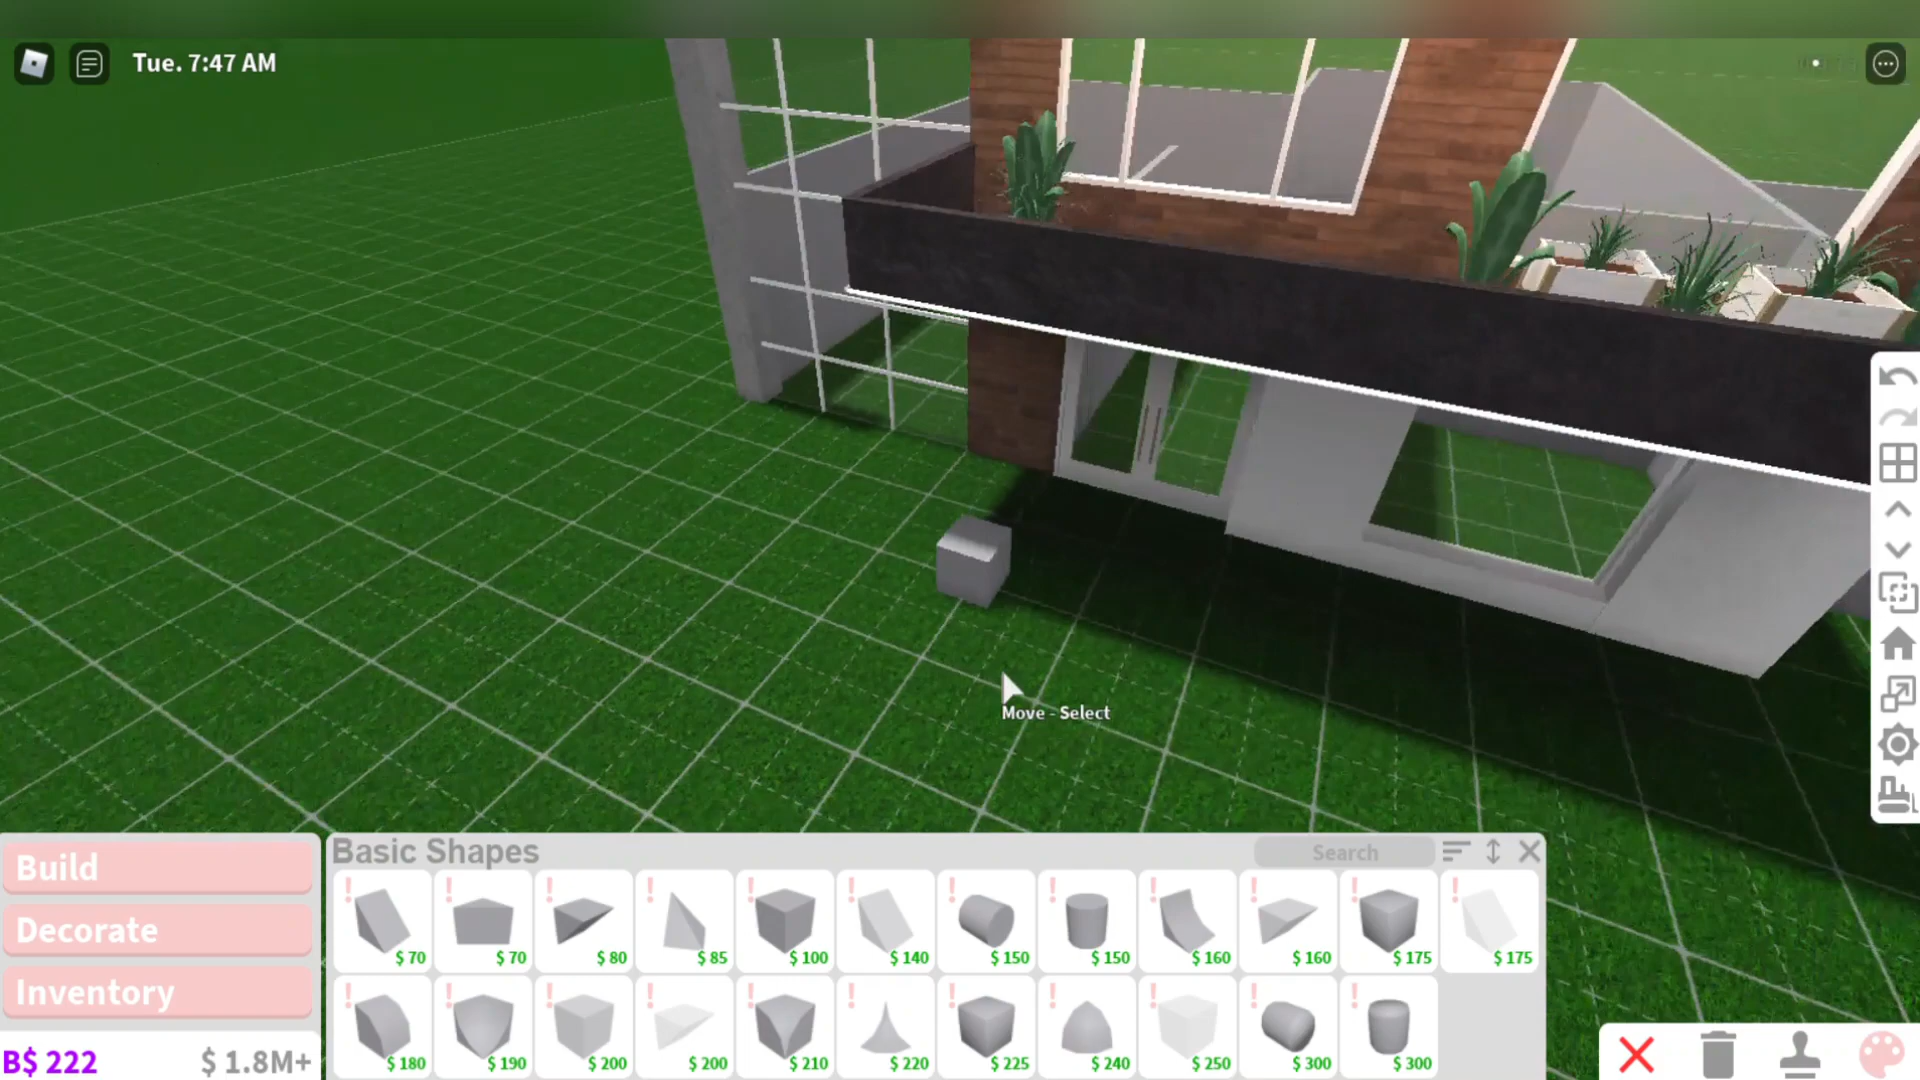 Tue. 7:47 AM
Move - Select
Build
Decorate
Inventory
B$ 222
$ 1.8M+
Basic Shapes
Search
! $ 70
! $ 70
! $ 80
! $ 85
! $ 100
! $ 140
! $ 150
! $ 150
! $ 160
! $ 160
! $ 175
! $ 175
! $ 180
! $ 190
! $ 200
! $ 200
! $ 210
! $ 220
! $ 225
! $ 240
! $ 250
! $ 300
! $ 300